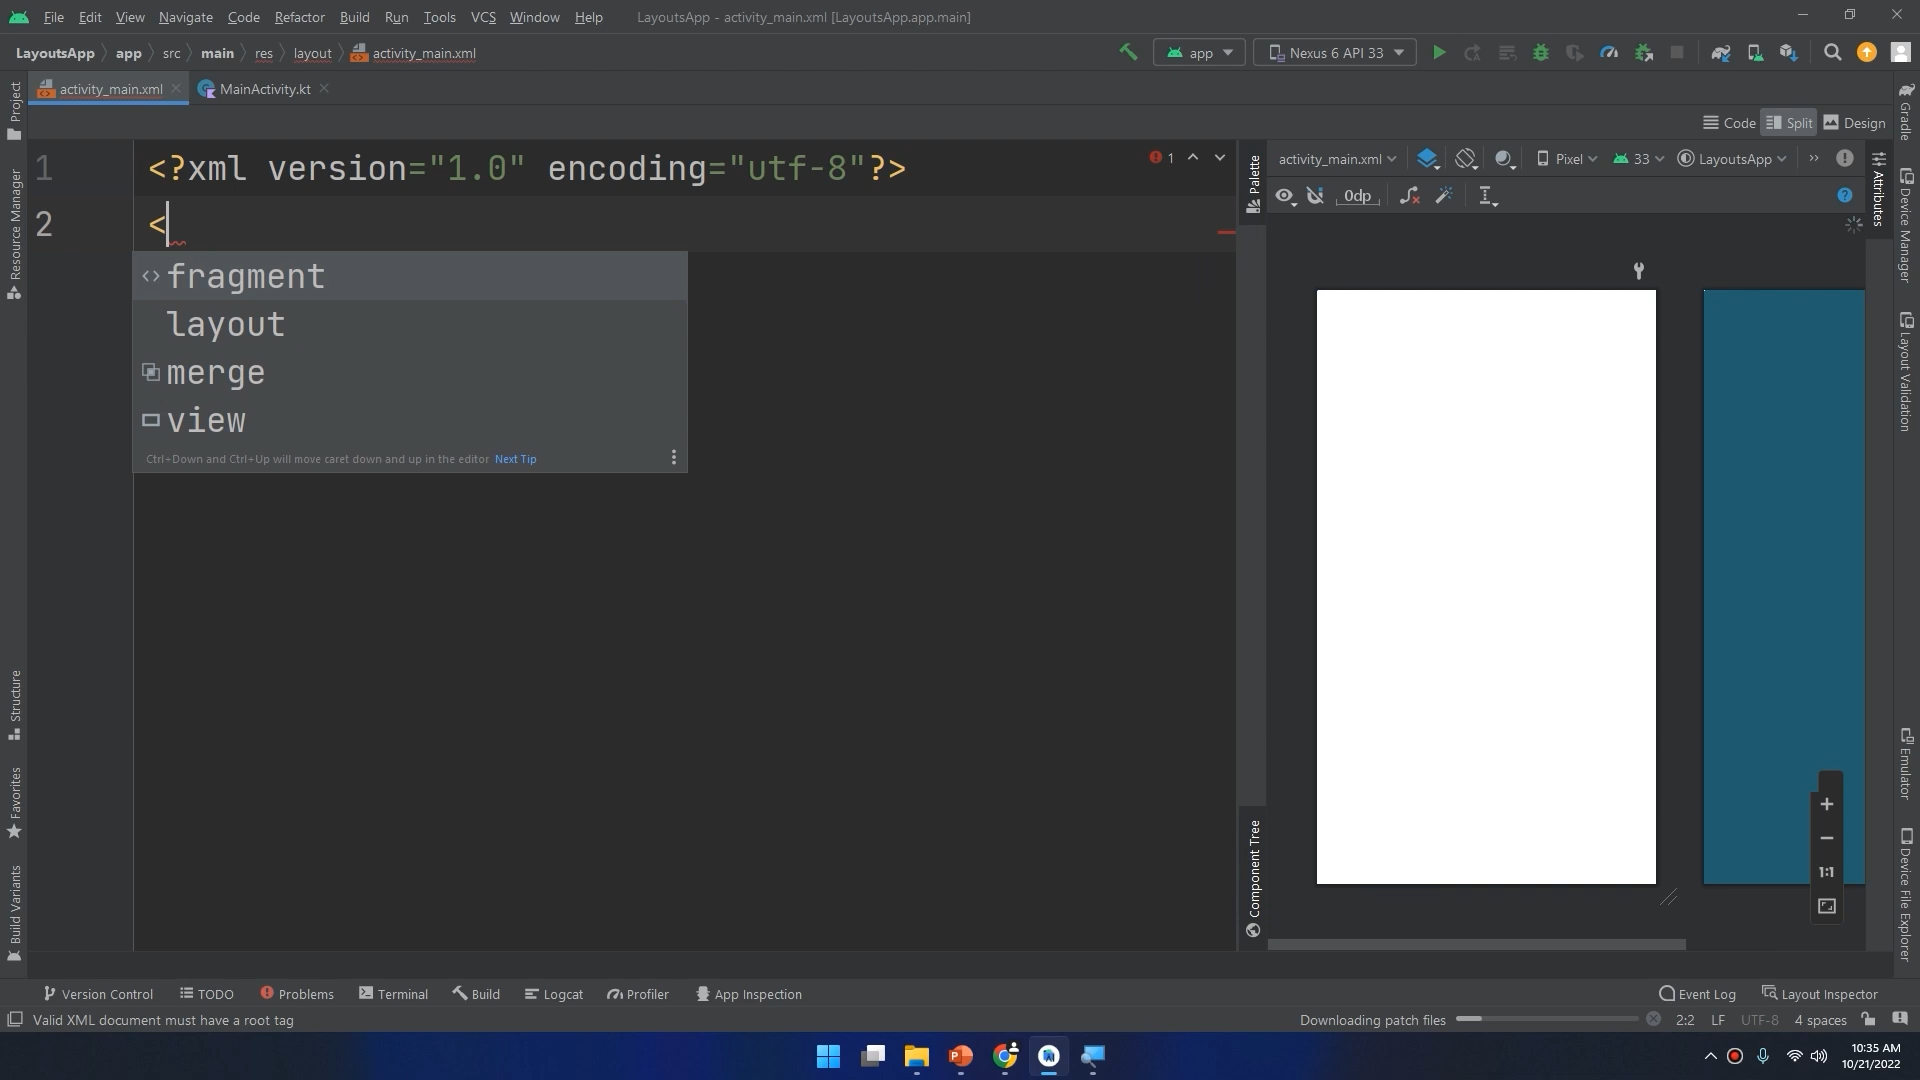 File Edit View Navigate Code Refactor Build Run Tools VCS Window Help LayoutsApp - activity_main.xml [LayoutsApp.app.main]
LayoutsApp app src main res layout activity_main.xml app Nexus 6 API 33
activity_main.xml MainActivity.kt
Code Split Design
1 <?xml version="1.0" encoding="utf-8"?>
1
2 <
fragment
layout
merge
view
Ctrl+Down and Ctrl+Up will move caret down and up in the editor Next Tip
activity_main.xml Pixel 33 LayoutsApp
0dp
1:1
Project
Resource Manager
Structure
Favorites
Build Variants
Palette
Component Tree
Attributes
Gradle
Device Manager
Layout Validation
Emulator
Device File Explorer
Version Control TODO Problems Terminal Build Logcat Profiler App Inspection Event Log Layout Inspector
Valid XML document must have a root tag Downloading patch files 2:2 LF UTF-8 4 spaces
10:35 AM
10/21/2022